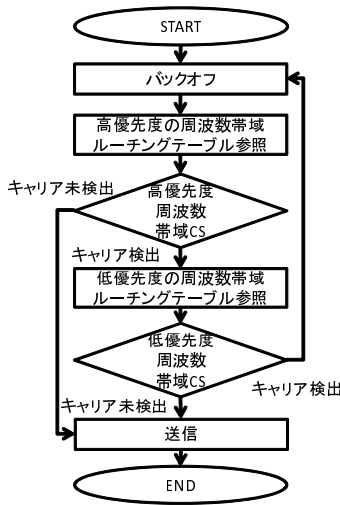 START
バックオフ
高優先度の周波数帯域
ルーチングテーブル参照
キャリア未検出
高優先度
周波数
帯域CS
キャリア検出
低優先度の周波数帯域
ルーチングテーブル参照
低優先度
周波数
帯域CS
キャリア検出
キャリア未検出
送信
END